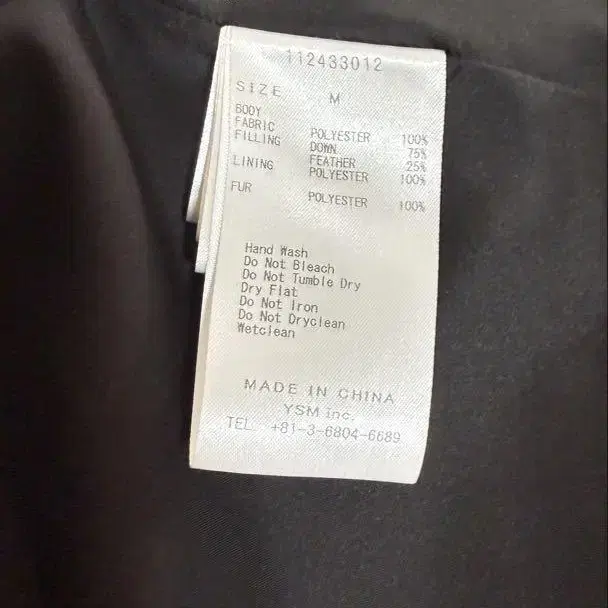 112433012
SIZE M
BODY
FABRIC POLYESTER 100%
FILLING DOWN 75%
FEATHER 25%
LINING POLYESTER 100%
FUR POLYESTER 100%
Hand Wash
Do Not Bleach
Do Not Tumble Dry
Dry Flat
Do Not Iron
Do Not Dryclean
Wetclean
MADE IN CHINA
YSM inc.
TEL. +81-3-6804-6689